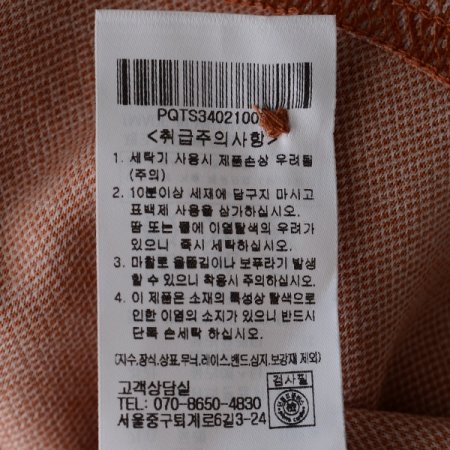 PQTS3402100
<취급주의사항>
1. 세탁기 사용시 제품손상 우려됨
(주의)
2. 10분이상 세재에 담구지 마시고
표백제 사용을 삼가하십시오.
땀 또는 물에 이염탈색의 우려가
있으니 즉시 세탁하십시오.
3. 마찰로 올뜯김이나 보푸라기 발생
할 수 있으니 착용시 주의하십시오.
4. 이 제품은 소재의 특성상 탈색으로
인한 이염의 소지가 있으니 반드시
단독 손세탁 하십시오.
(자수,장식,상표,무늬,레이스,밴드,심지,보강재 제외)
고객상담실
TEL: 070-8650-4830
서울중구퇴계로6길3-24
검사필